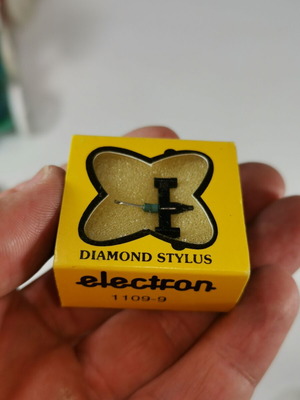 DIAMOND STYLUS
electron
1109-9